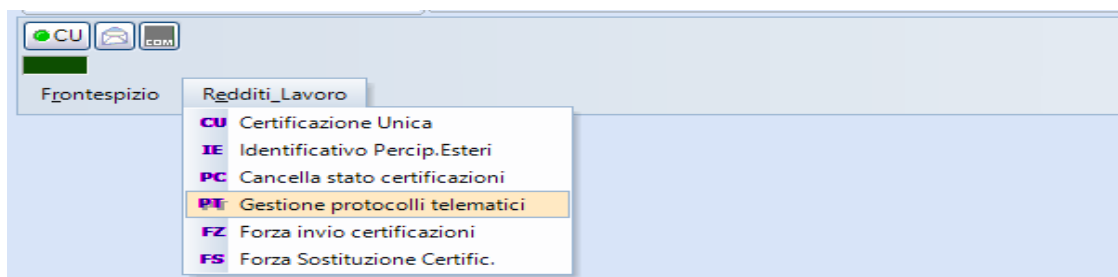 CU COM
Frontespizio Redditi_Lavoro
CU Certificazione Unica
IE Identificativo Percip.Esteri
PC Cancella stato certificazioni
PT Gestione protocolli telematici
FZ Forza invio certificazioni
FS Forza Sostituzione Certific.